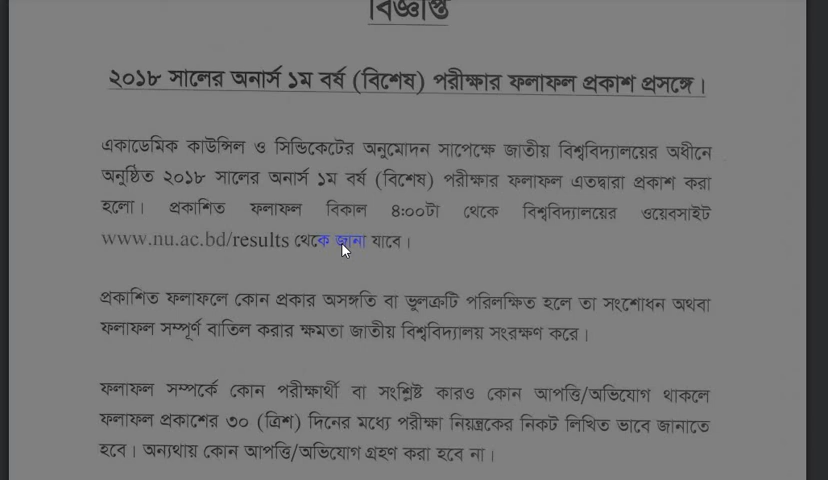 বিজ্ঞপ্তি
২০১৮ সালের অনার্স ১ম বর্ষ (বিশেষ) পরীক্ষার ফলাফল প্রকাশ প্রসঙ্গে।
একাডেমিক কাউন্সিল ও সিন্ডিকেটের অনুমোদন সাপেক্ষে জাতীয় বিশ্ববিদ্যালয়ের অধীনে
অনুষ্ঠিত ২০১৮ সালের অনার্স ১ম বর্ষ (বিশেষ) পরীক্ষার ফলাফল এতদ্বারা প্রকাশ করা
হলো। প্রকাশিত ফলাফল বিকাল ৪:০০টা থেকে বিশ্ববিদ্যালয়ের ওয়েবসাইট
www.nu.ac.bd/results থেকে জানা যাবে।
প্রকাশিত ফলাফলে কোন প্রকার অসঙ্গতি বা ভুলত্রুটি পরিলক্ষিত হলে তা সংশোধন অথবা
ফলাফল সম্পূর্ণ বাতিল করার ক্ষমতা জাতীয় বিশ্ববিদ্যালয় সংরক্ষণ করে।
ফলাফল সম্পর্কে কোন পরীক্ষার্থী বা সংশ্লিষ্ট কারও কোন আপত্তি/অভিযোগ থাকলে
ফলাফল প্রকাশের ৩০ (ত্রিশ) দিনের মধ্যে পরীক্ষা নিয়ন্ত্রকের নিকট লিখিত ভাবে জানাতে
হবে। অন্যথায় কোন আপত্তি/অভিযোগ গ্রহণ করা হবে না।